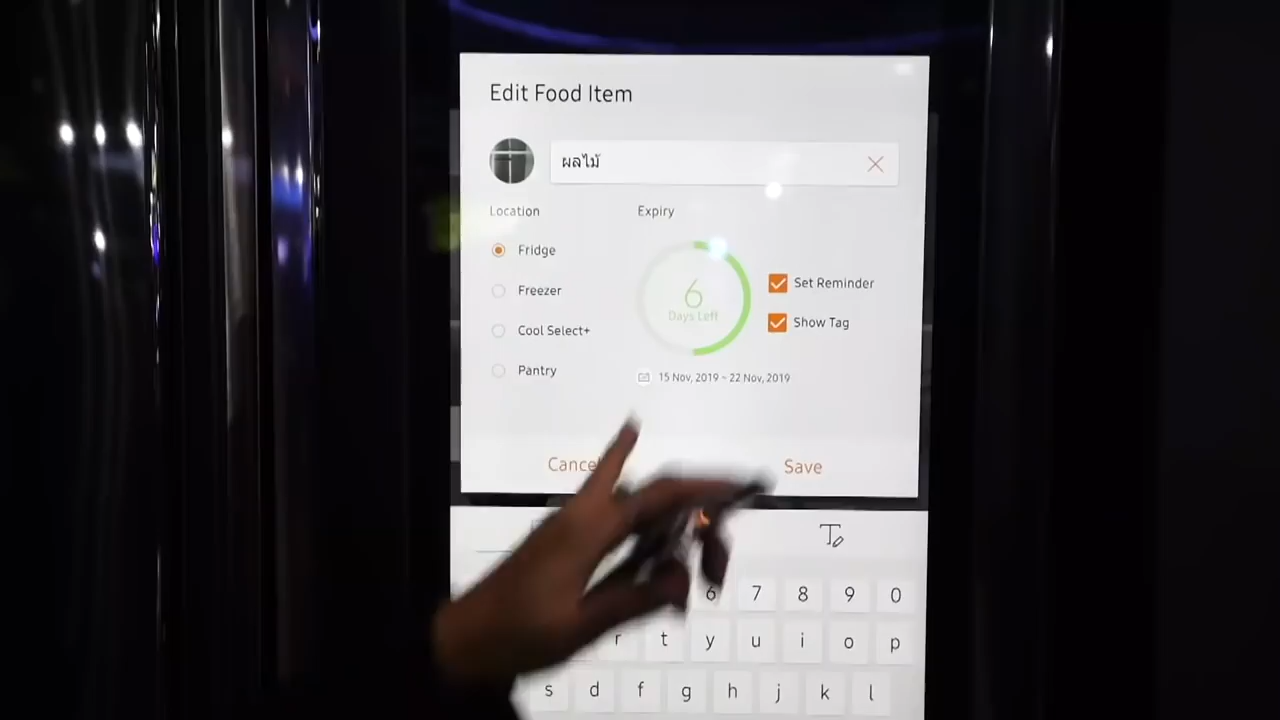 Edit Food Item
ผลไม้
Location
Expiry
Fridge
Freezer
Cool Select+
Pantry
6
Days Left
Set Reminder
Show Tag
15 Nov, 2019 ~ 22 Nov, 2019
Cancel
Save
6 7 8 9 0
r t y u i o p
s d f g h j k l